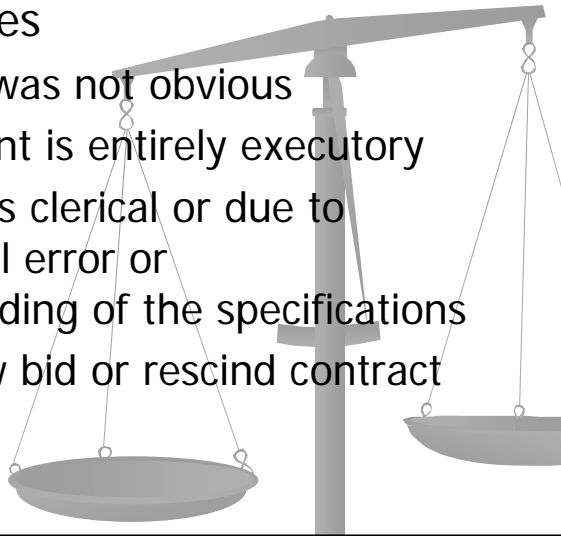 es
was not obvious
nt is entirely executory
s clerical or due to
l error or
ding of the specifications
bid or rescind contract